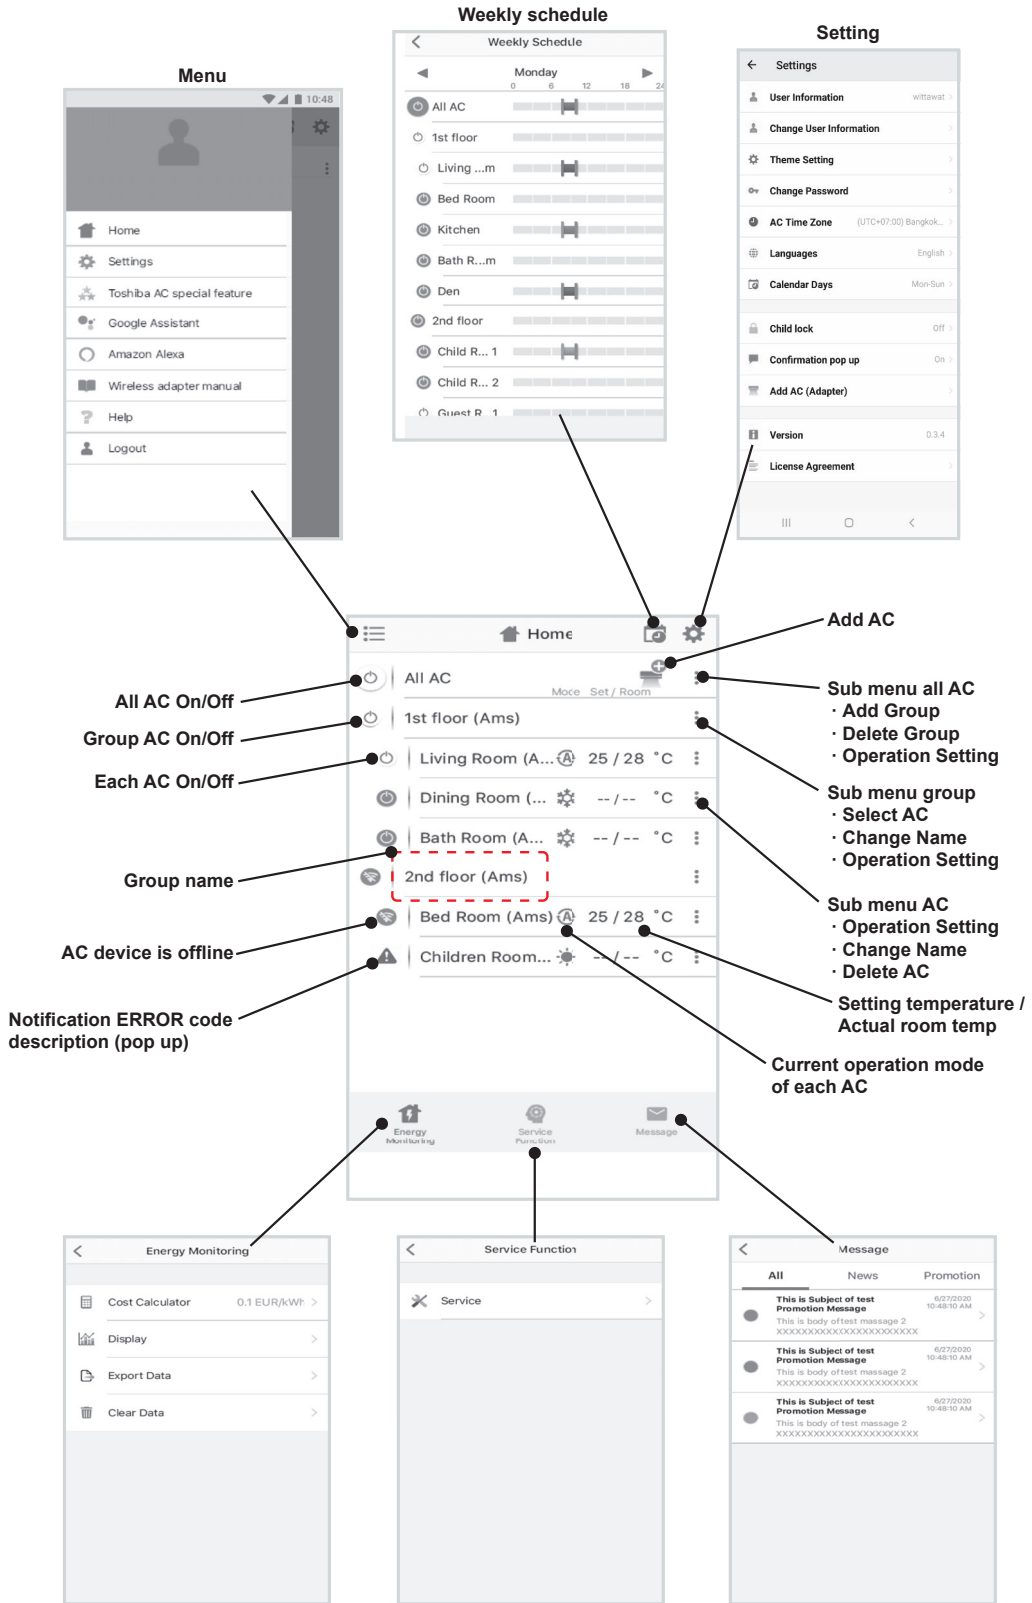 Weekly schedule
Weekly Schedule
Monday
0 6 12 18 24
All AC
1st floor
Living ...m
Bed Room
Kitchen
Bath R...m
Den
2nd floor
Child R... 1
Child R... 2
Guest R...1
Setting
Settings
User Information wittawat
Change User Information
Theme Setting
Change Password
AC Time Zone (UTC+07:00) Bangkok...
Languages English
Calendar Days Mon-Sun
Child lock Off
Confirmation pop up On
Add AC (Adapter)
Version 0.3.4
License Agreement
Menu
10:48
Home
Settings
Toshiba AC special feature
Google Assistant
Amazon Alexa
Wireless adapter manual
Help
Logout
Home
All AC
Mode Set / Room
1st floor (Ams)
Living Room (A... A 25 / 28 °C
Dining Room (... -- / -- °C
Bath Room (A... -- / -- °C
2nd floor (Ams)
Bed Room (Ams) A 25 / 28 °C
Children Room... -- / -- °C
Energy
Monitoring
Service
Function
Message
All AC On/Off
Group AC On/Off
Each AC On/Off
Group name
AC device is offline
Notification ERROR code
description (pop up)
Add AC
Sub menu all AC
· Add Group
· Delete Group
· Operation Setting
Sub menu group
· Select AC
· Change Name
· Operation Setting
Sub menu AC
· Operation Setting
· Change Name
· Delete AC
Setting temperature /
Actual room temp
Current operation mode
of each AC
Energy Monitoring
Cost Calculator 0.1 EUR/kWh
Display
Export Data
Clear Data
Service Function
Service
Message
All News Promotion
This is Subject of test 6/27/2020
Promotion Message 10:48:10 AM
This is body of test massage 2
XXXXXXXXXXXXXXXXXXXXXXX
This is Subject of test 6/27/2020
Promotion Message 10:48:10 AM
This is body of test massage 2
XXXXXXXXXXXXXXXXXXXXXXX
This is Subject of test 6/27/2020
Promotion Message 10:48:10 AM
This is body of test massage 2
XXXXXXXXXXXXXXXXXXXXXXX